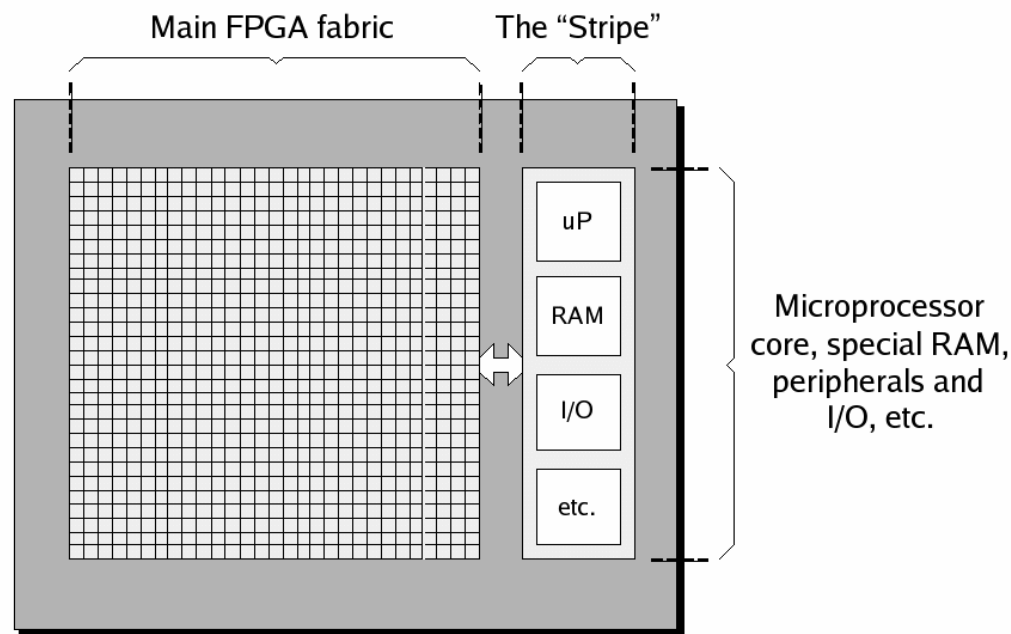 Main FPGA fabric
The “Stripe”
uP
RAM
I/O
etc.
Microprocessor
core, special RAM,
peripherals and
I/O, etc.